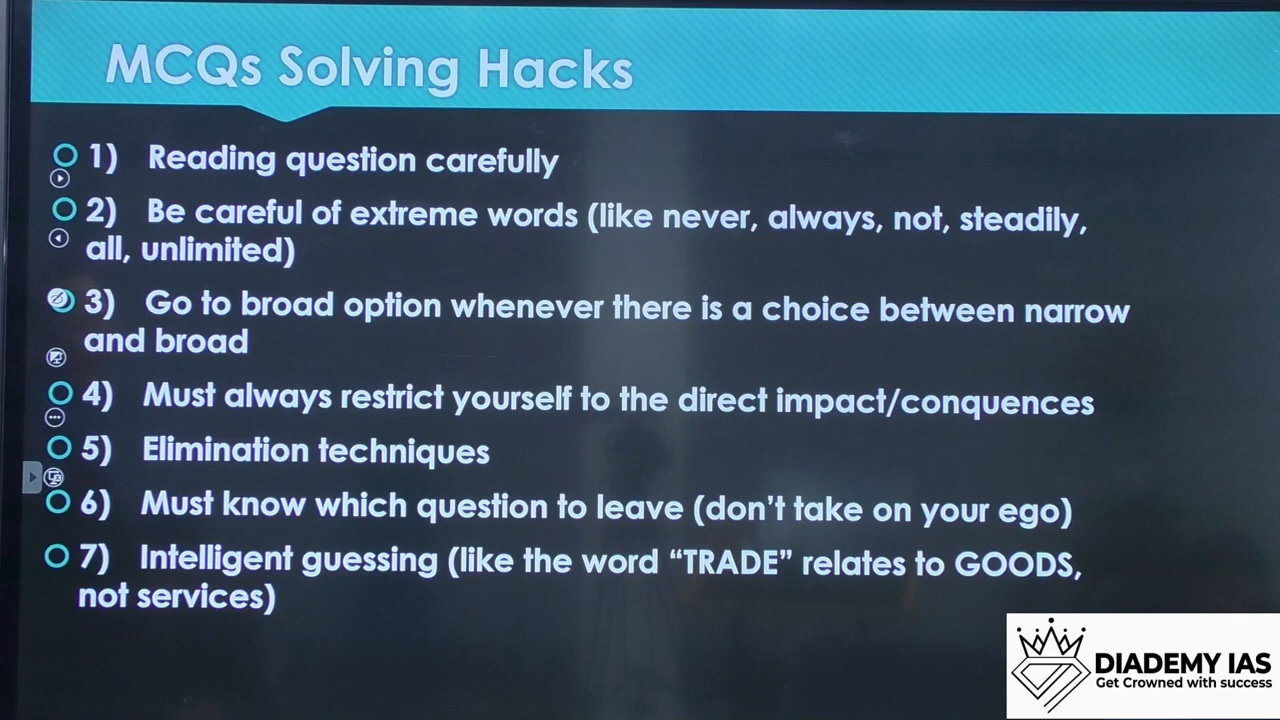 MCQs Solving Hacks
1) Reading question carefully
2) Be careful of extreme words (like never, always, not, steadily,
all, unlimited)
3) Go to broad option whenever there is a choice between narrow
and broad
4) Must always restrict yourself to the direct impact/conquences
5) Elimination techniques
6) Must know which question to leave (don't take on your ego)
7) Intelligent guessing (like the word “TRADE” relates to GOODS,
not services)
DIADEMY IAS
Get Crowned with success